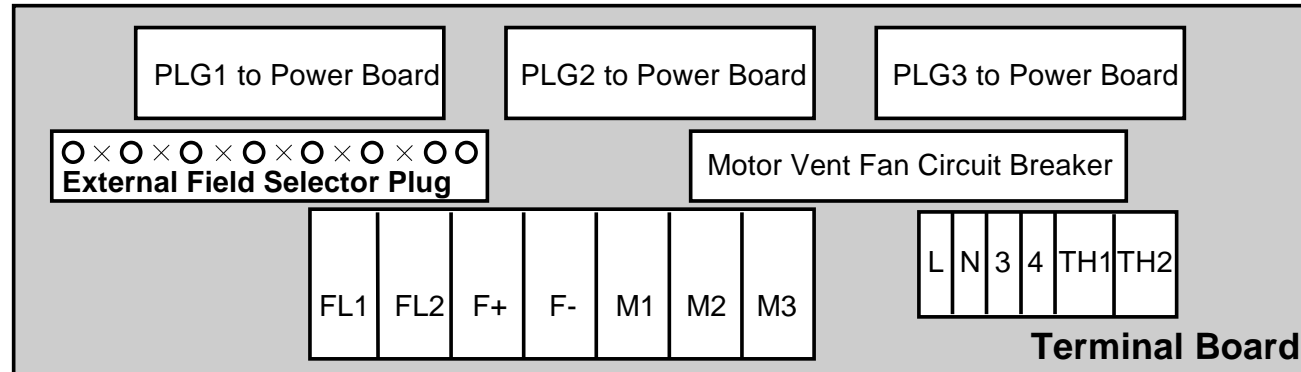 PLG1 to Power Board
PLG2 to Power Board
PLG3 to Power Board
External Field Selector Plug
Motor Vent Fan Circuit Breaker
FL1 FL2 F+ F- M1 M2 M3
L N 3 4 TH1 TH2
Terminal Board